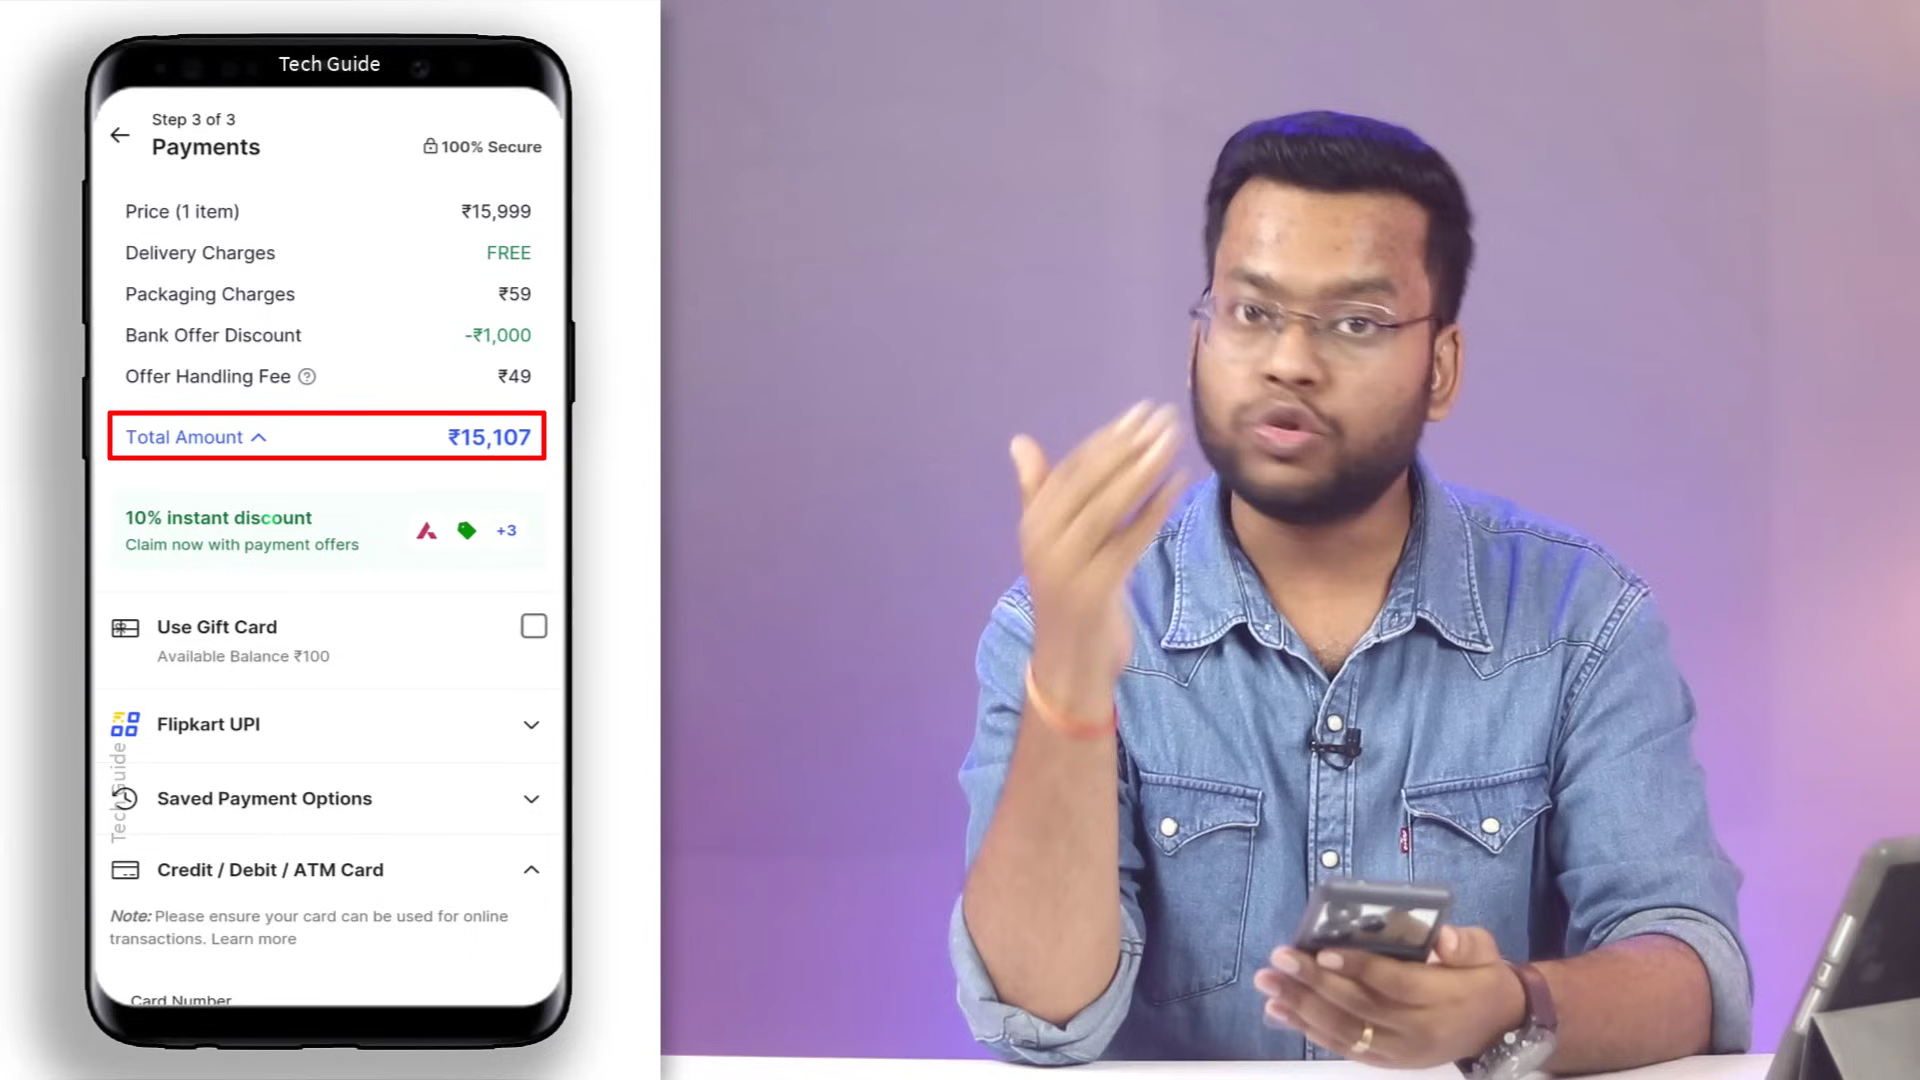 Tech Guide
Step 3 of 3
Payments
100% Secure
Price (1 item) ₹15,999
Delivery Charges FREE
Packaging Charges ₹59
Bank Offer Discount -₹1,000
Offer Handling Fee ? ₹49
Total Amount ₹15,107
10% instant discount
Claim now with payment offers
+3
Use Gift Card
Available Balance ₹100
Flipkart UPI
Tech Guide
Saved Payment Options
Credit / Debit / ATM Card
Note: Please ensure your card can be used for online
transactions. Learn more
Card Number